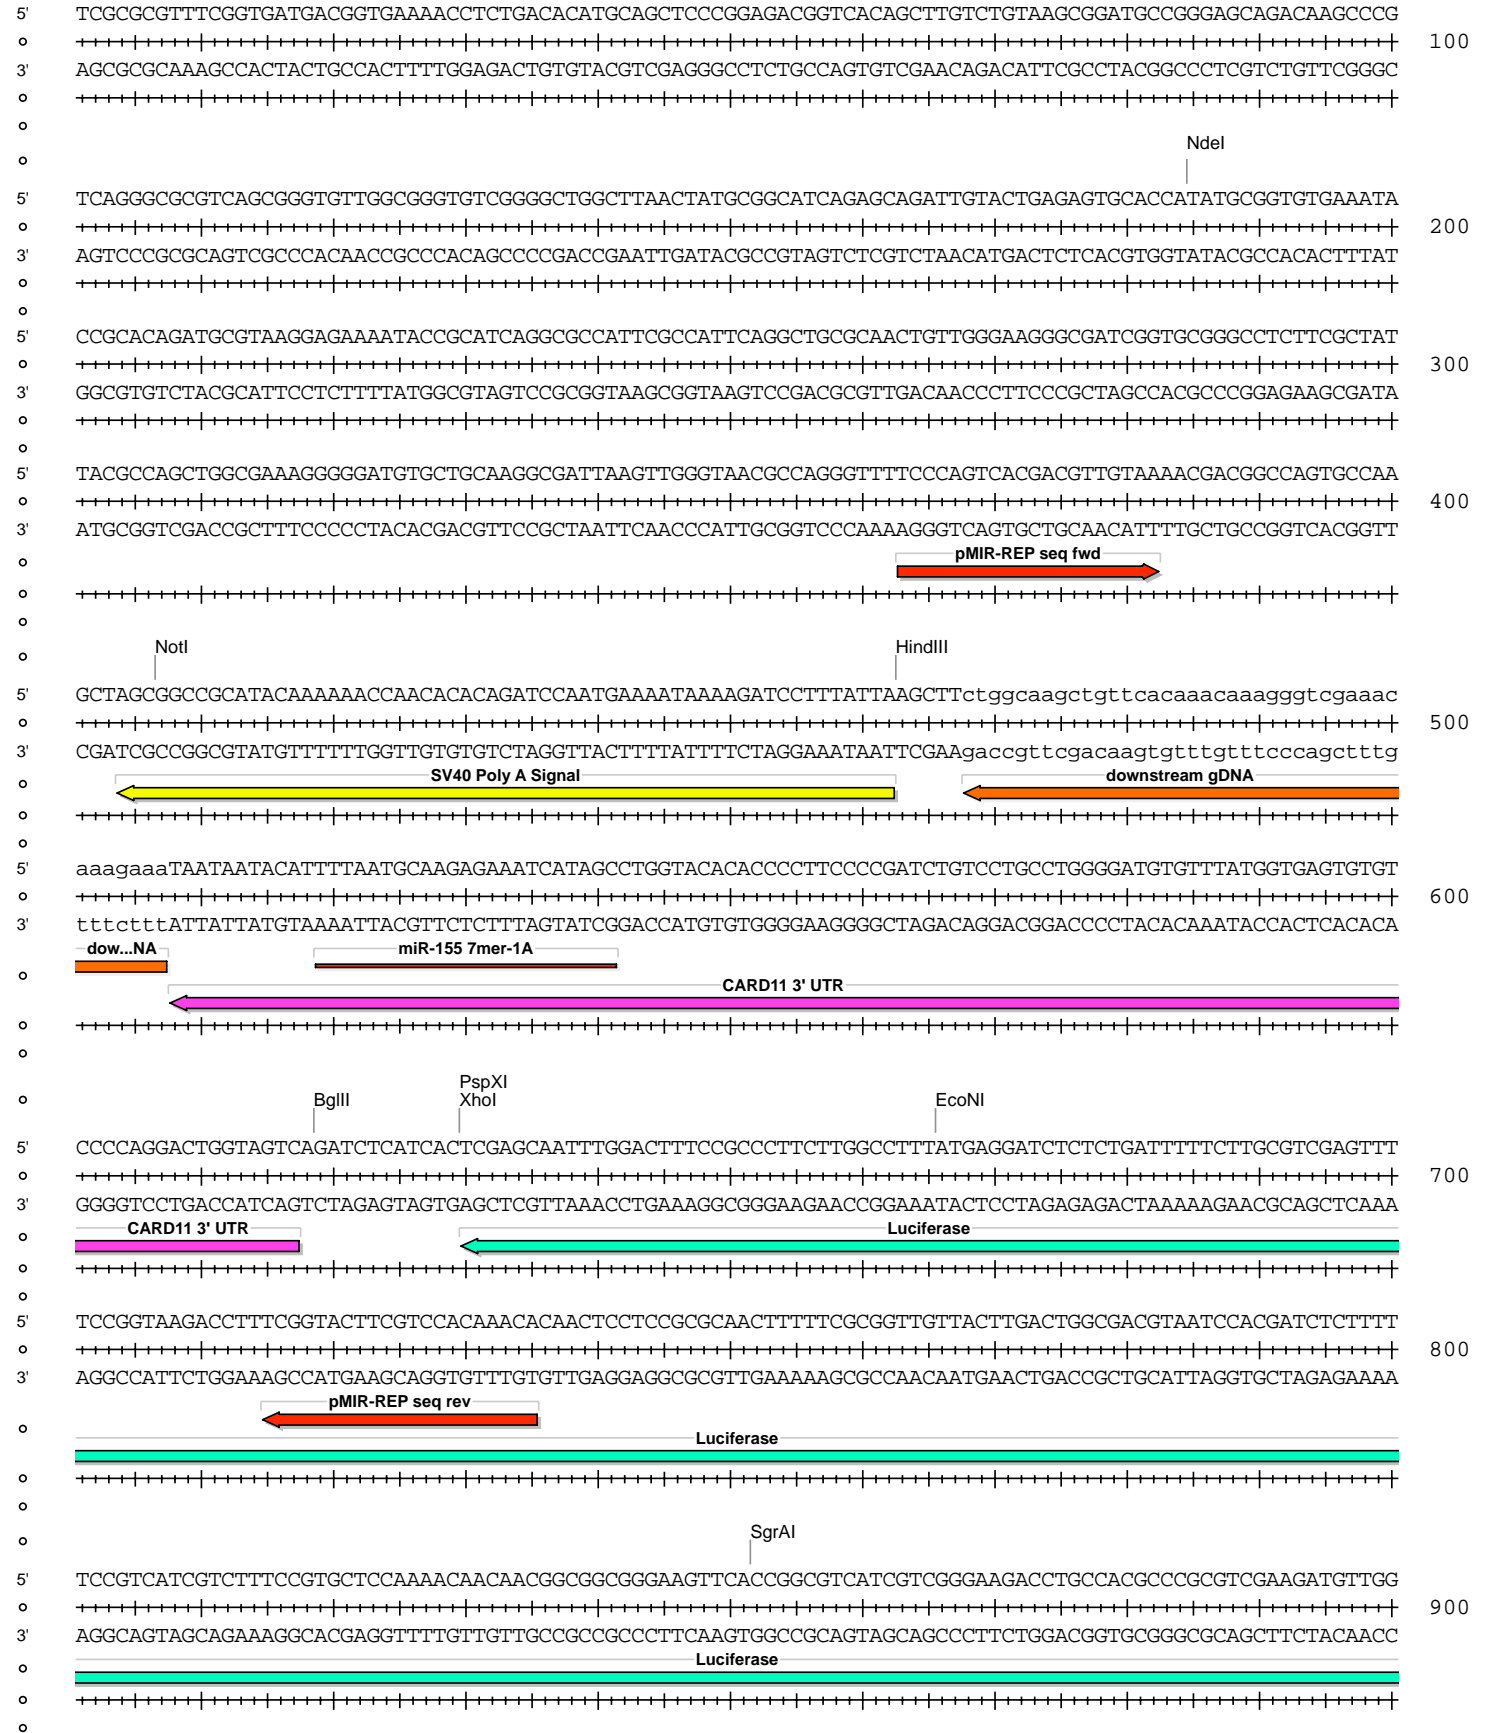 5' TCGCGCGTTTCGGTGATGACGGTGAAAACCTCTGACACATGCAGCTCCCGGAGACGGTCACAGCTTGTCTGTAAGCGGATGCCGGGAGCAGACAAGCCCG
100
3' AGCGCGCAAAGCCACTACTGCCACTTTTGGAGACTGTGTACGTCGAGGGCCTCTGCCAGTGTCGAACAGACATTCGCCTACGGCCCTCGTCTGTTCGGGC
NdeI
5' TCAGGGCGCGTCAGCGGGTGTTGGCGGGTGTCGGGGCTGGCTTAACTATGCGGCATCAGAGCAGATTGTACTGAGAGTGCACCATATGCGGTGTGAAATA
200
3' AGTCCCGCGCAGTCGCCCACAACCGCCCACAGCCCCGACCGAATTGATACGCCGTAGTCTCGTCTAACATGACTCTCACGTGGTATACGCCACACTTTAT
5' CCGCACAGATGCGTAAGGAGAAAATACCGCATCAGGCGCCATTCGCCATTCAGGCTGCGCAACTGTTGGGAAGGGCGATCGGTGCGGGCCTCTTCGCTAT
300
3' GGCGTGTCTACGCATTCCTCTTTTATGGCGTAGTCCGCGGTAAGCGGTAAGTCCGACGCGTTGACAACCCTTCCCGCTAGCCACGCCCGGAGAAGCGATA
5' TACGCCAGCTGGCGAAAGGGGGATGTGCTGCAAGGCGATTAAGTTGGGTAACGCCAGGGTTTTCCCAGTCACGACGTTGTAAAACGACGGCCAGTGCCAA
400
3' ATGCGGTCGACCGCTTTCCCCCTACACGACGTTCCGCTAATTCAACCCATTGCGGTCCCAAAAGGGTCAGTGCTGCAACATTTTGCTGCCGGTCACGGTT
pMIR-REP seq fwd
NotI HindIII
5' GCTAGCGGCCGCATACAAAAAACCAACACACAGATCCAATGAAAATAAAAGATCCTTTATTAAGCTTctggcaagctgttcacaaacaaagggtcgaaac
500
3' CGATCGCCGGCGTATGTTTTTTGGTTGTGTGTCTAGGTTACTTTTATTTTCTAGGAAATAATTCGAAgaccgttcgacaagtgtttgtttcccagctttg
SV40 Poly A Signal downstream gDNA
5' aaagaaaTAATAATACATTTTAATGCAAGAGAAATCATAGCCTGGTACACACCCCTTCCCCGATCTGTCCTGCCTGGGGATGTGTTTATGGTGAGTGTGT
600
3' tttctttATTATTATGTAAAATTACGTTCTCTTTAGTATCGGACCATGTGTGGGGAAGGGGCTAGACAGGACGGACCCCTACACAAATACCACTCACACA
dow...NA miR-155 7mer-1A
CARD11 3' UTR
PspXI
BglII XhoI EcoNI
5' CCCCAGGACTGGTAGTCAGATCTCATCACTCGAGCAATTTGGACTTTCCGCCCTTCTTGGCCTTTATGAGGATCTCTCTGATTTTTCTTGCGTCGAGTTT
700
3' GGGGTCCTGACCATCAGTCTAGAGTAGTGAGCTCGTTAAACCTGAAAGGCGGGAAGAACCGGAAATACTCCTAGAGAGACTAAAAAGAACGCAGCTCAAA
CARD11 3' UTR Luciferase
5' TCCGGTAAGACCTTTCGGTACTTCGTCCACAAACACAACTCCTCCGCGCAACTTTTTCGCGGTTGTTACTTGACTGGCGACGTAATCCACGATCTCTTTT
800
3' AGGCCATTCTGGAAAGCCATGAAGCAGGTGTTTGTGTTGAGGAGGCGCGTTGAAAAAGCGCCAACAATGAACTGACCGCTGCATTAGGTGCTAGAGAAAA
pMIR-REP seq rev
Luciferase
SgrAI
5' TCCGTCATCGTCTTTCCGTGCTCCAAAACAACAACGGCGGCGGGAAGTTCACCGGCGTCATCGTCGGGAAGACCTGCCACGCCCGCGTCGAAGATGTTGG
900
3' AGGCAGTAGCAGAAAGGCACGAGGTTTTGTTGTTGCCGCCGCCCTTCAAGTGGCCGCAGTAGCAGCCCTTCTGGACGGTGCGGGCGCAGCTTCTACAACC
Luciferase